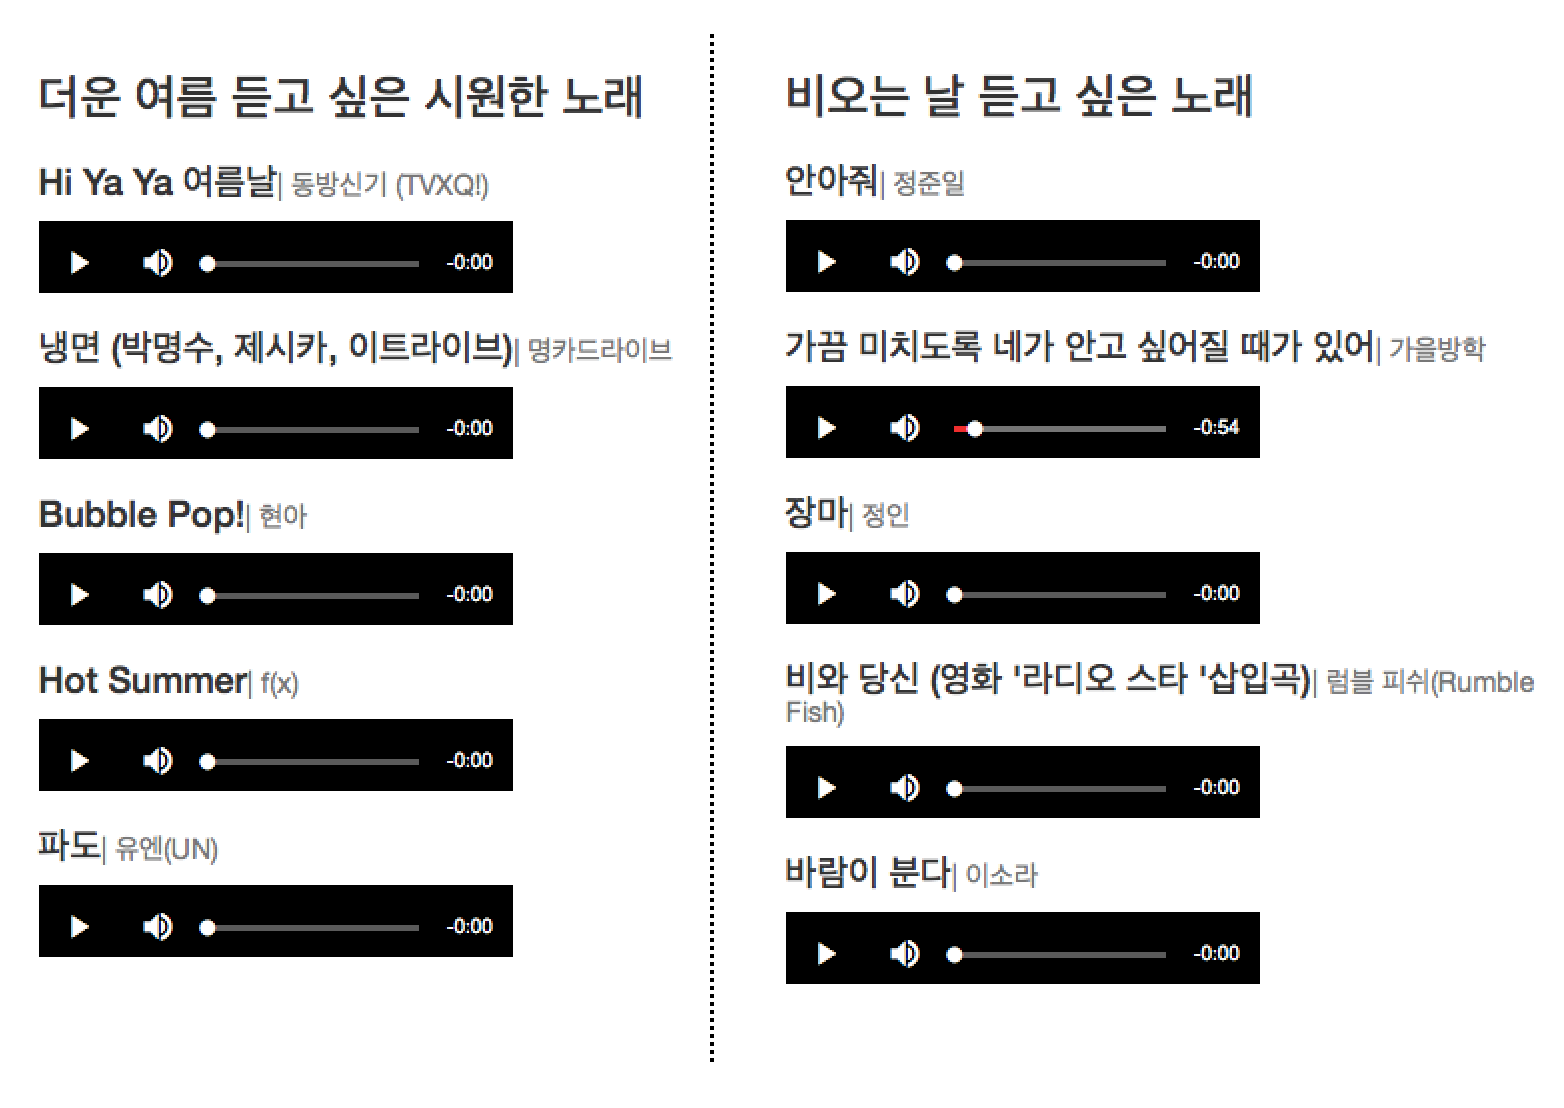 더운 여름 듣고 싶은 시원한 노래
Hi Ya Ya 여름날| 동방신기 (TVXQ!)
-0:00
냉면 (박명수, 제시카, 이트라이브)| 명카드라이브
-0:00
Bubble Pop!| 현아
-0:00
Hot Summer| f(x)
-0:00
파도| 유엔(UN)
-0:00
비오는 날 듣고 싶은 노래
안아줘| 정준일
-0:00
가끔 미치도록 네가 안고 싶어질 때가 있어| 가을방학
-0:54
장마| 정인
-0:00
비와 당신 (영화 '라디오 스타 '삽입곡)| 럼블 피쉬(Rumble
Fish)
-0:00
바람이 분다| 이소라
-0:00